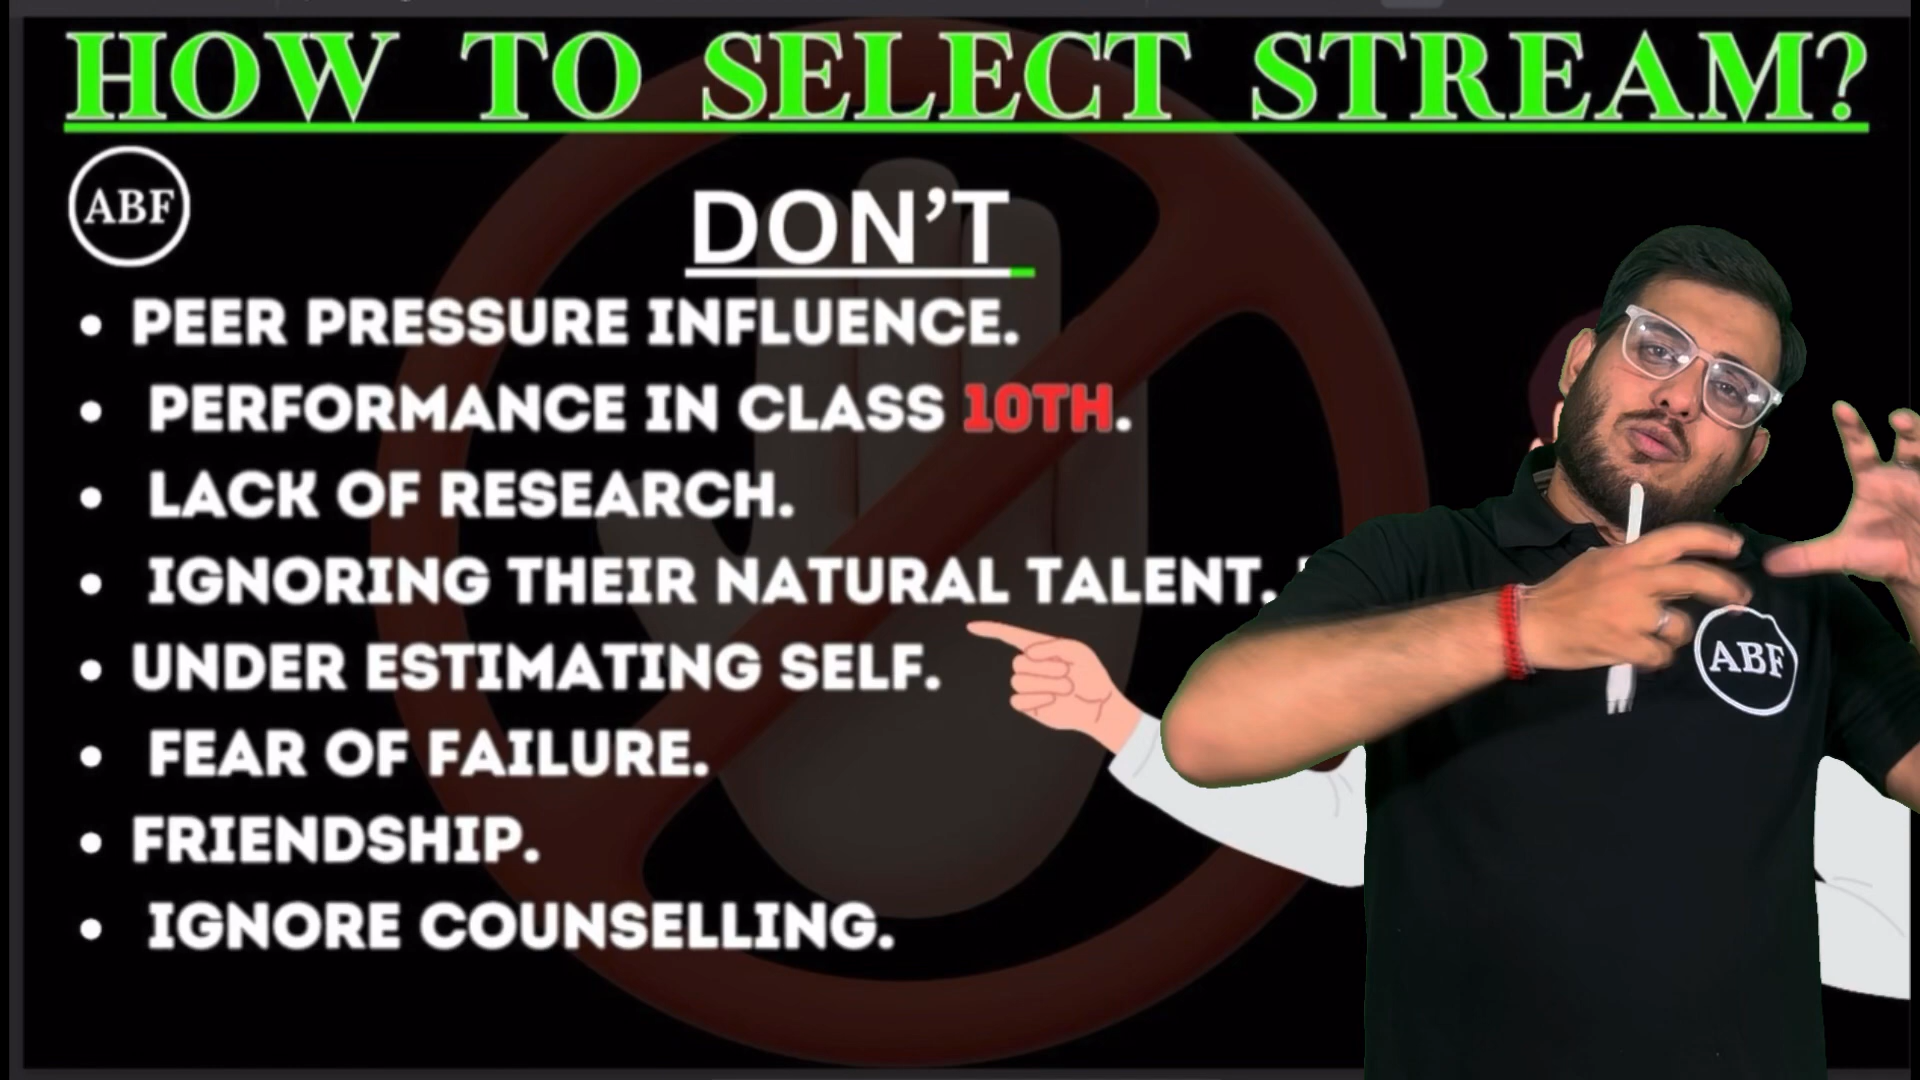 HOW TO SELECT STREAM?
ABF
DON'T
• PEER PRESSURE INFLUENCE.
• PERFORMANCE IN CLASS 10TH.
• LACK OF RESEARCH.
• IGNORING THEIR NATURAL TALENT.
• UNDER ESTIMATING SELF.
• FEAR OF FAILURE.
• FRIENDSHIP.
• IGNORE COUNSELLING.
ABF